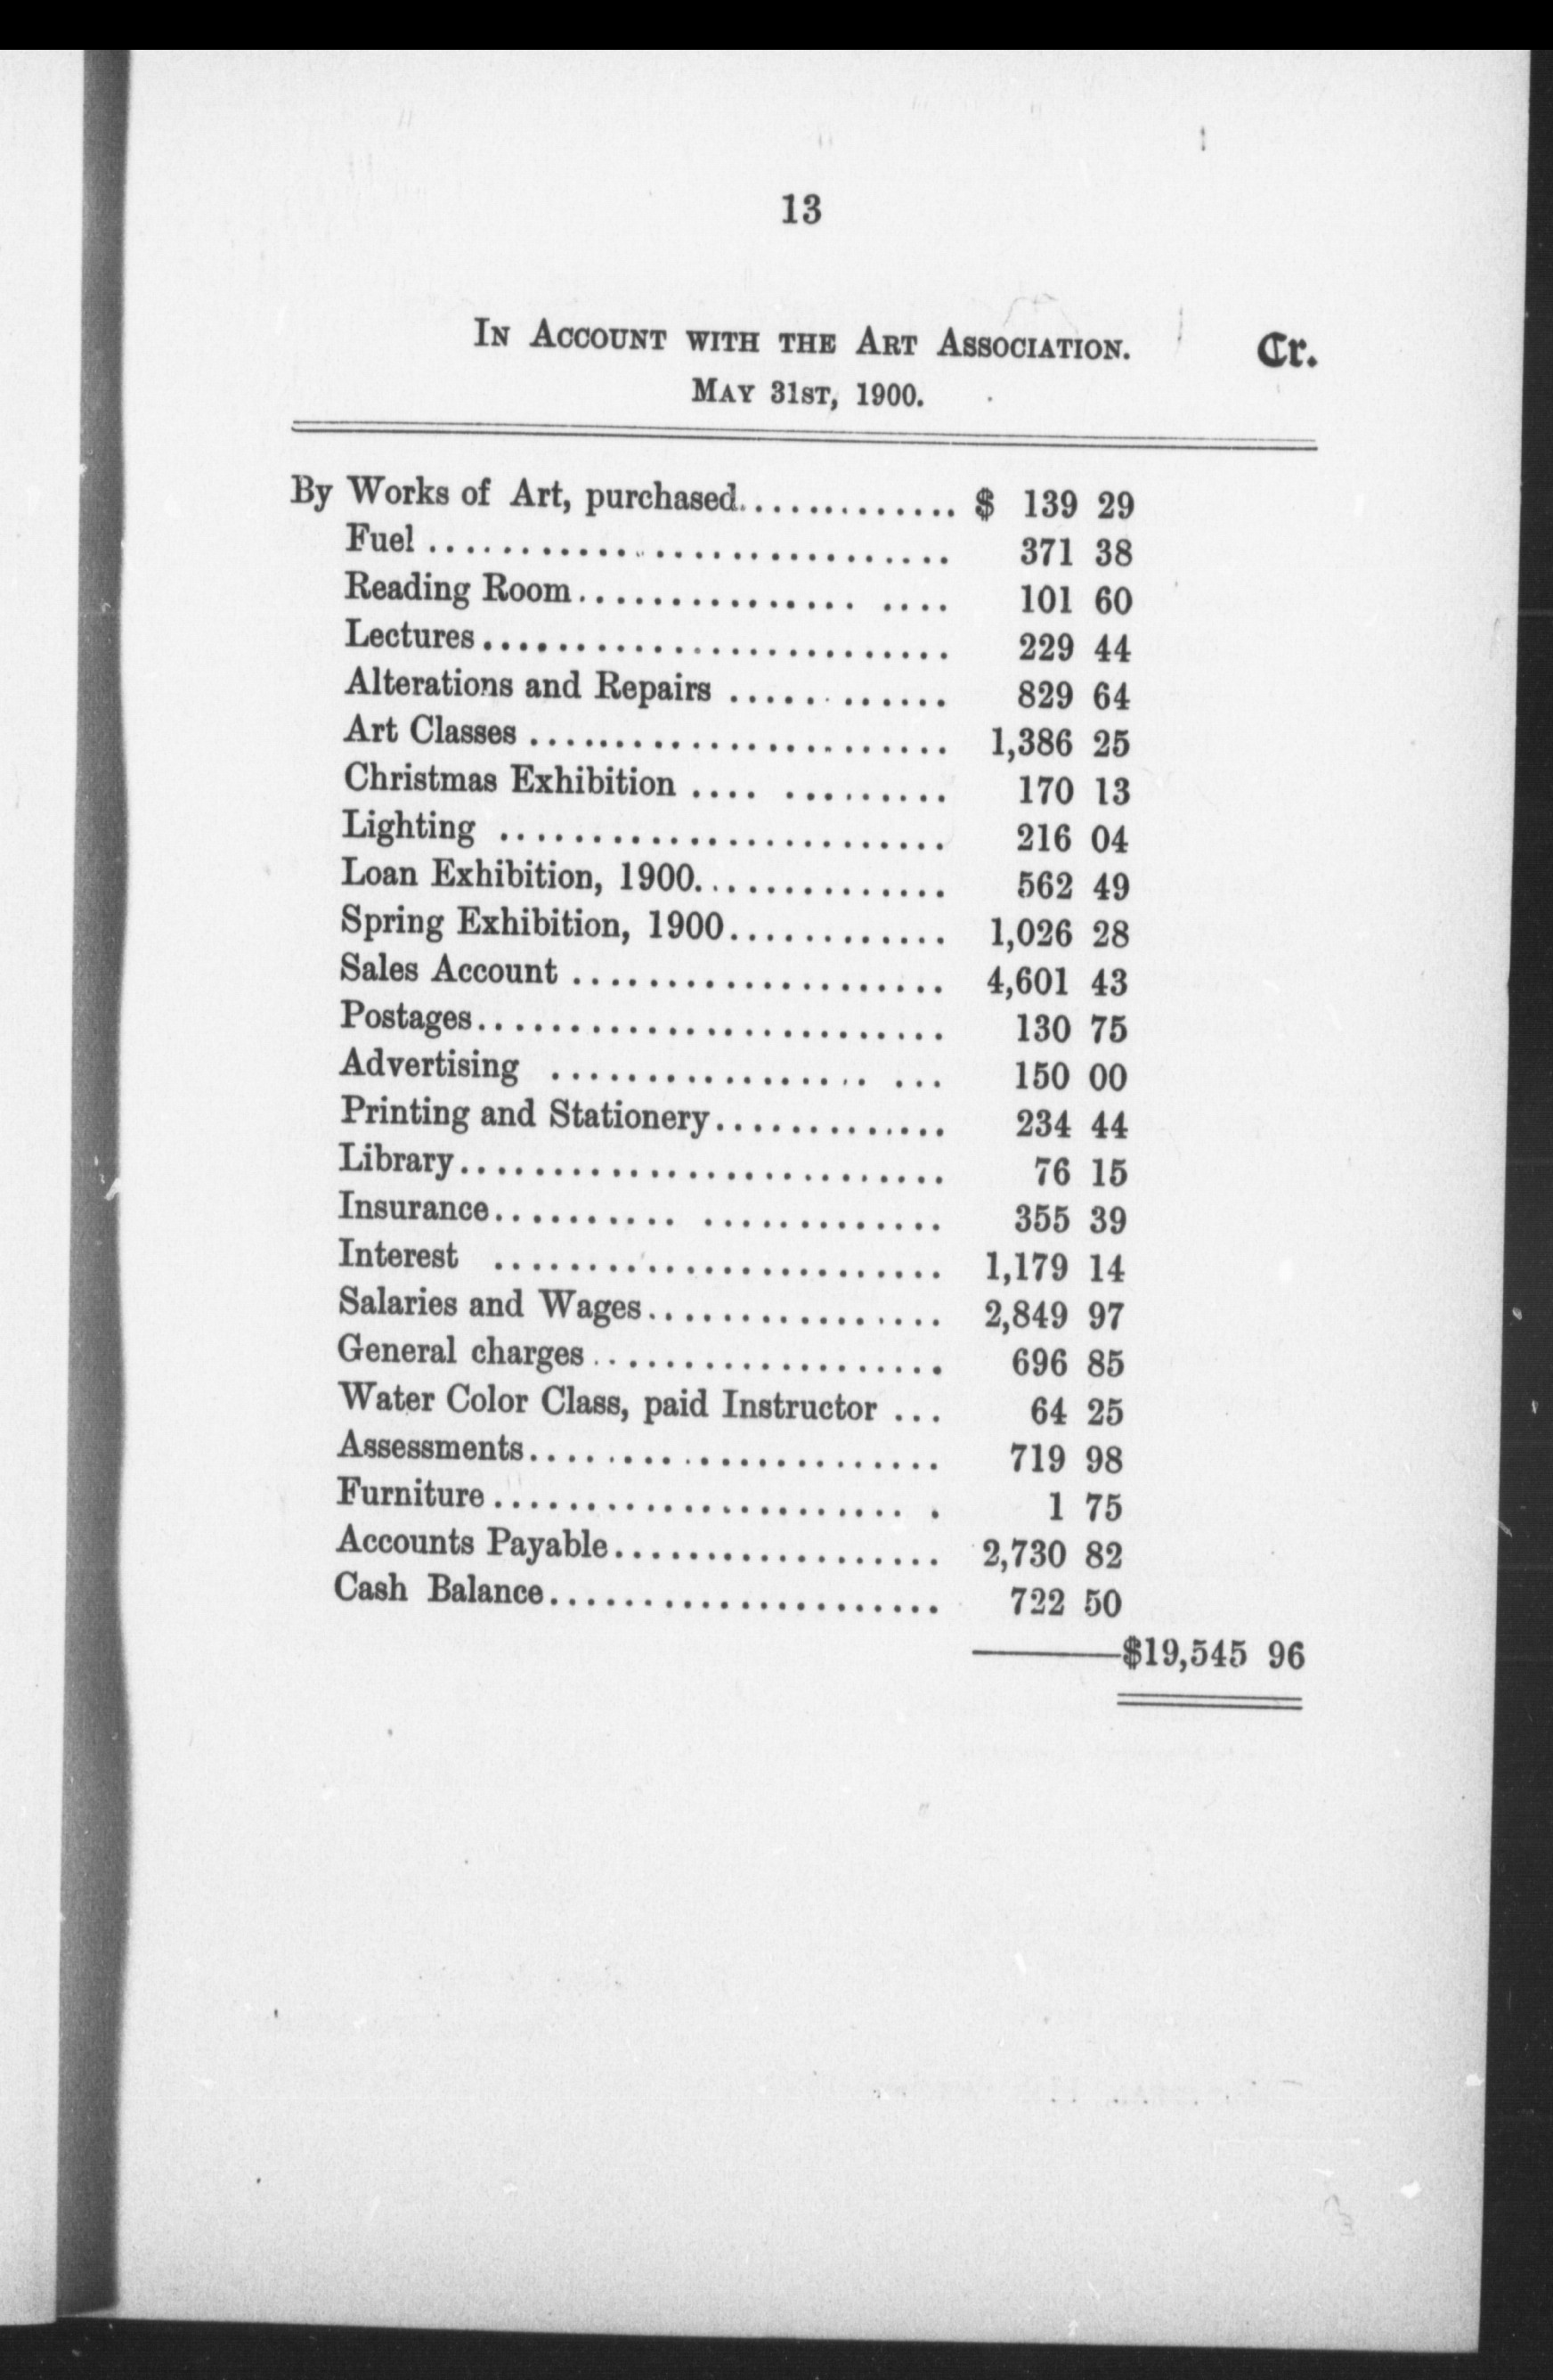 13
In Account with the Art Association. Cr.
May 31st, 1900.
By Works of Art, purchased............. $ 139 29
Fuel ............................ 371 38
Reading Room............... .... 101 60
Lectures......................... 229 44
Alterations and Repairs ............ 829 64
Art Classes ...................... 1,386 25
Christmas Exhibition .... ......... 170 13
Lighting ........................ 216 04
Loan Exhibition, 1900.............. 562 49
Spring Exhibition, 1900............ 1,026 28
Sales Account .................... 4,601 43
Postages......................... 130 75
Advertising ................. ... 150 00
Printing and Stationery............. 234 44
Library.......................... 76 15
Insurance.......... ............. 355 39
Interest ........................ 1,179 14
Salaries and Wages................ 2,849 97
General charges................... 696 85
Water Color Class, paid Instructor ... 64 25
Assessments...................... 719 98
Furniture...................... . 1 75
Accounts Payable.................. 2,730 82
Cash Balance..................... 722 50
$19,545 96